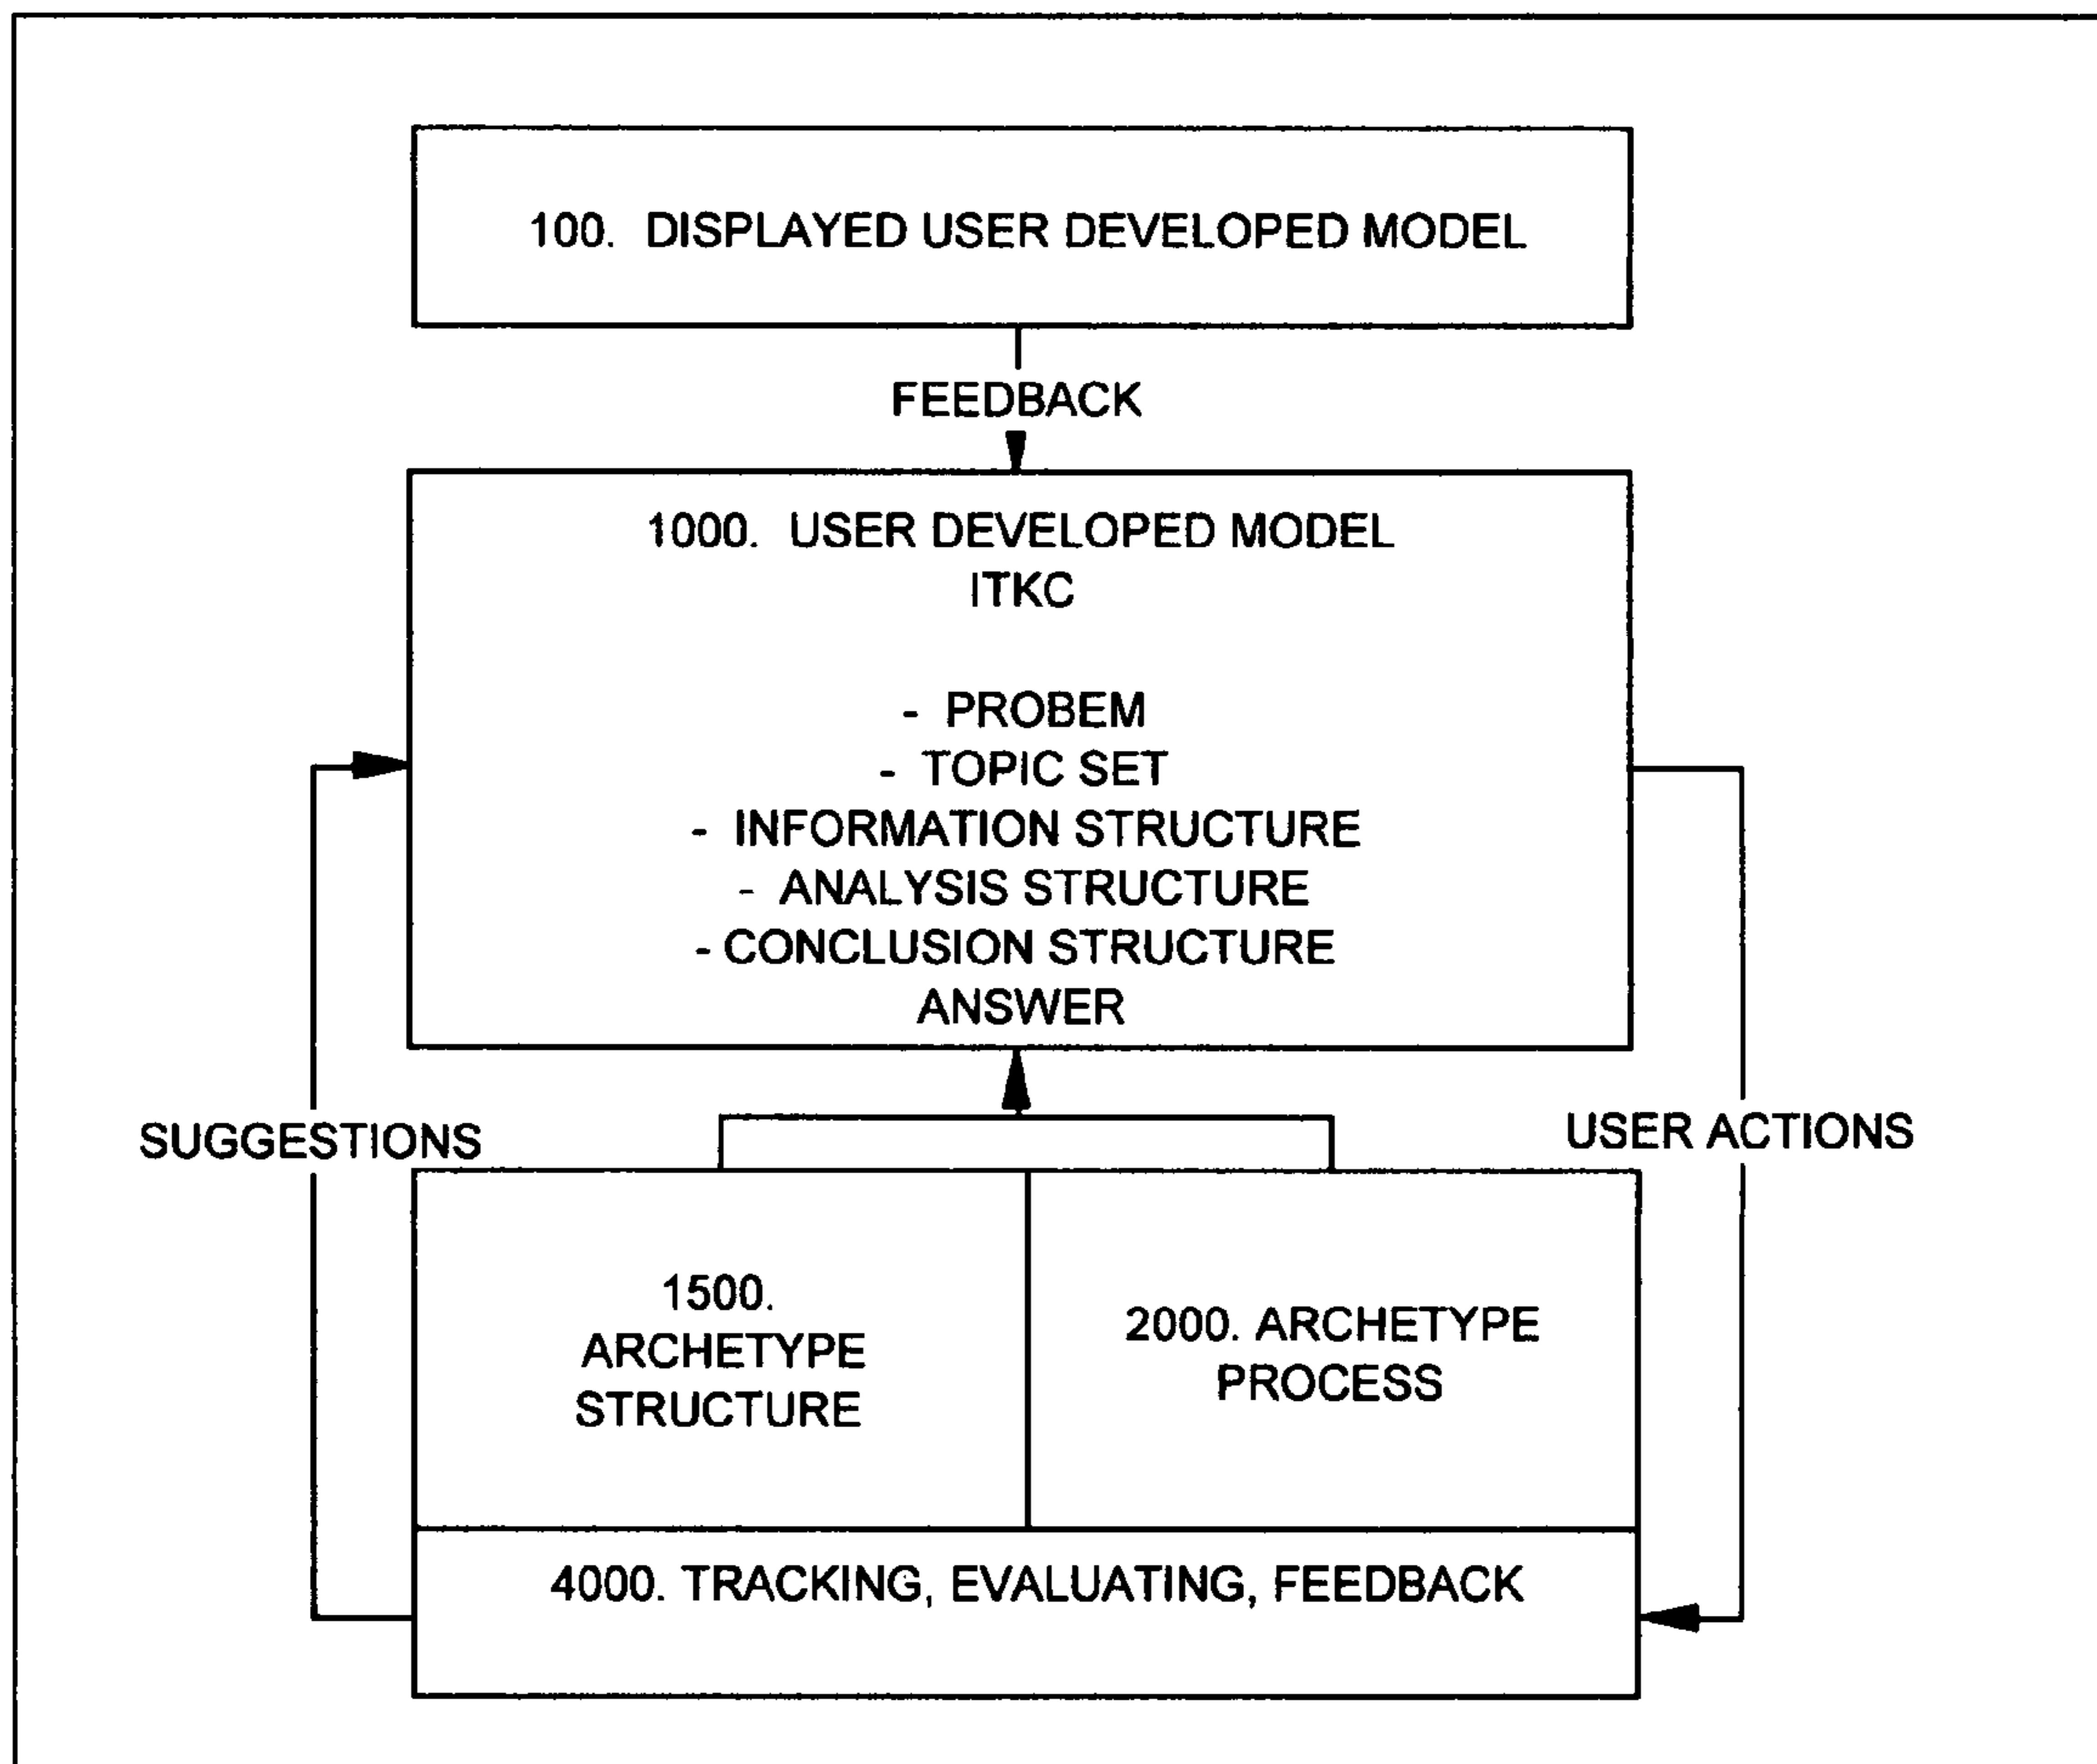 100. DISPLAYED USER DEVELOPED MODEL
FEEDBACK
1000. USER DEVELOPED MODEL
ITKC
- PROBEM
- TOPIC SET
- INFORMATION STRUCTURE
- ANALYSIS STRUCTURE
- CONCLUSION STRUCTURE
ANSWER
SUGGESTIONS
USER ACTIONS
1500.
ARCHETYPE
STRUCTURE
2000. ARCHETYPE
PROCESS
4000. TRACKING, EVALUATING, FEEDBACK